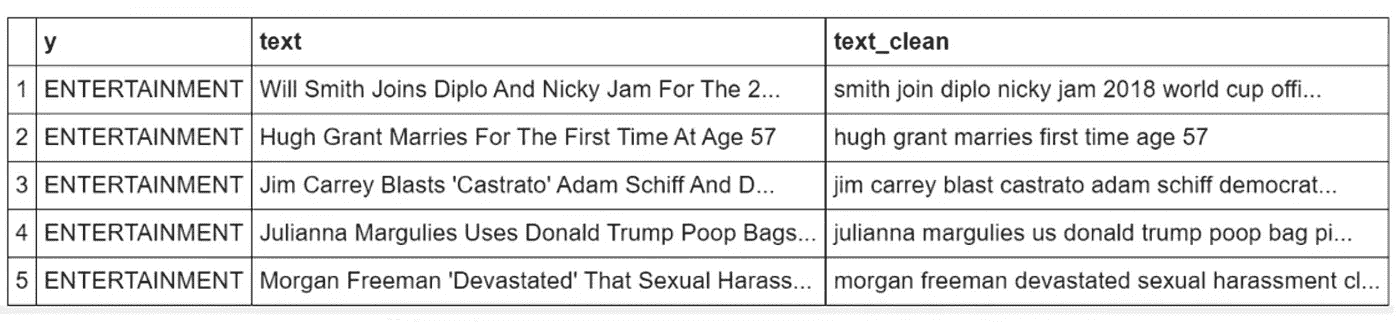 y text text_clean
1 ENTERTAINMENT Will Smith Joins Diplo And Nicky Jam For The 2... smith join diplo nicky jam 2018 world cup offi...
2 ENTERTAINMENT Hugh Grant Marries For The First Time At Age 57 hugh grant marries first time age 57
3 ENTERTAINMENT Jim Carrey Blasts 'Castrato' Adam Schiff And D... jim carrey blast castrato adam schiff democrat...
4 ENTERTAINMENT Julianna Margulies Uses Donald Trump Poop Bags... julianna margulies us donald trump poop bag pi...
5 ENTERTAINMENT Morgan Freeman 'Devastated' That Sexual Harass... morgan freeman devastated sexual harassment cl...